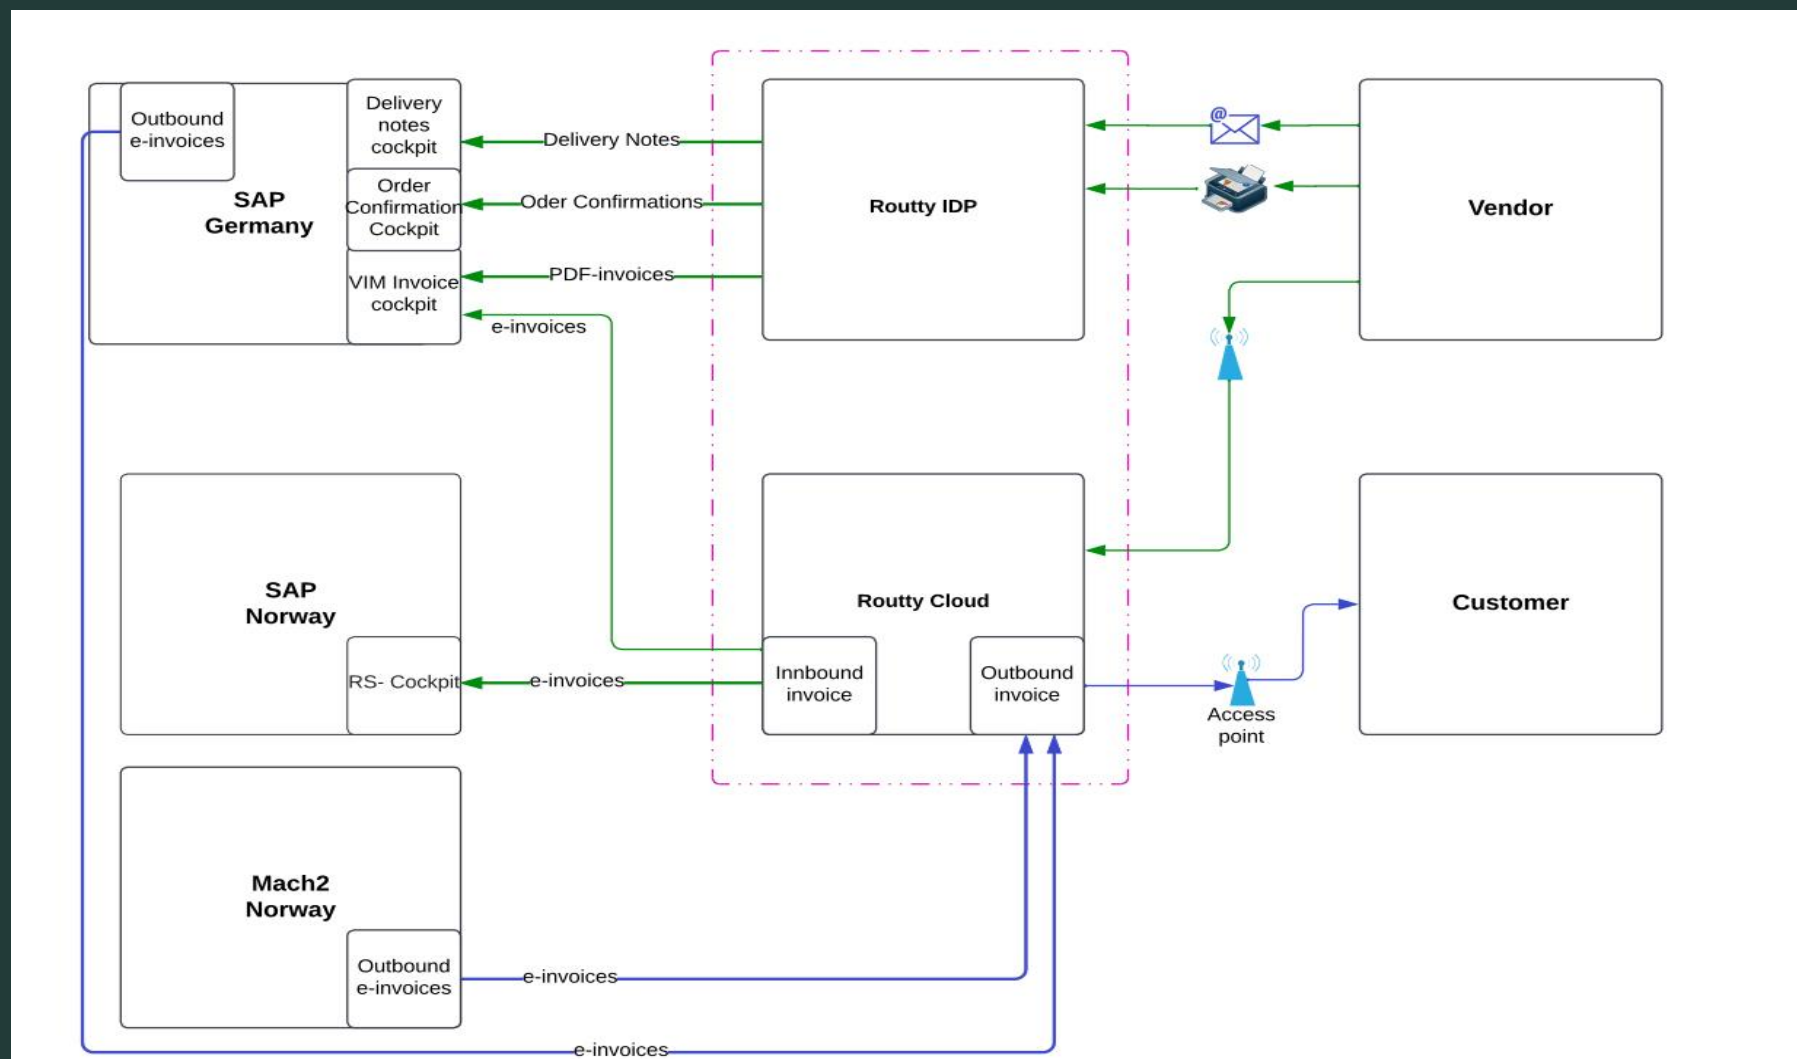 Outbound
e-invoices
SAP
Germany
Delivery
notes
cockpit
Order
Confirmation
Cockpit
VIM Invoice
cockpit
Delivery Notes
Oder Confirmations
PDF-invoices
e-invoices
Routty IDP
@
Vendor
SAP
Norway
RS- Cockpit
e-invoices
Routty Cloud
Innbound
invoice
Outbound
invoice
Access
point
Customer
Mach2
Norway
Outbound
e-invoices
e-invoices
e-invoices